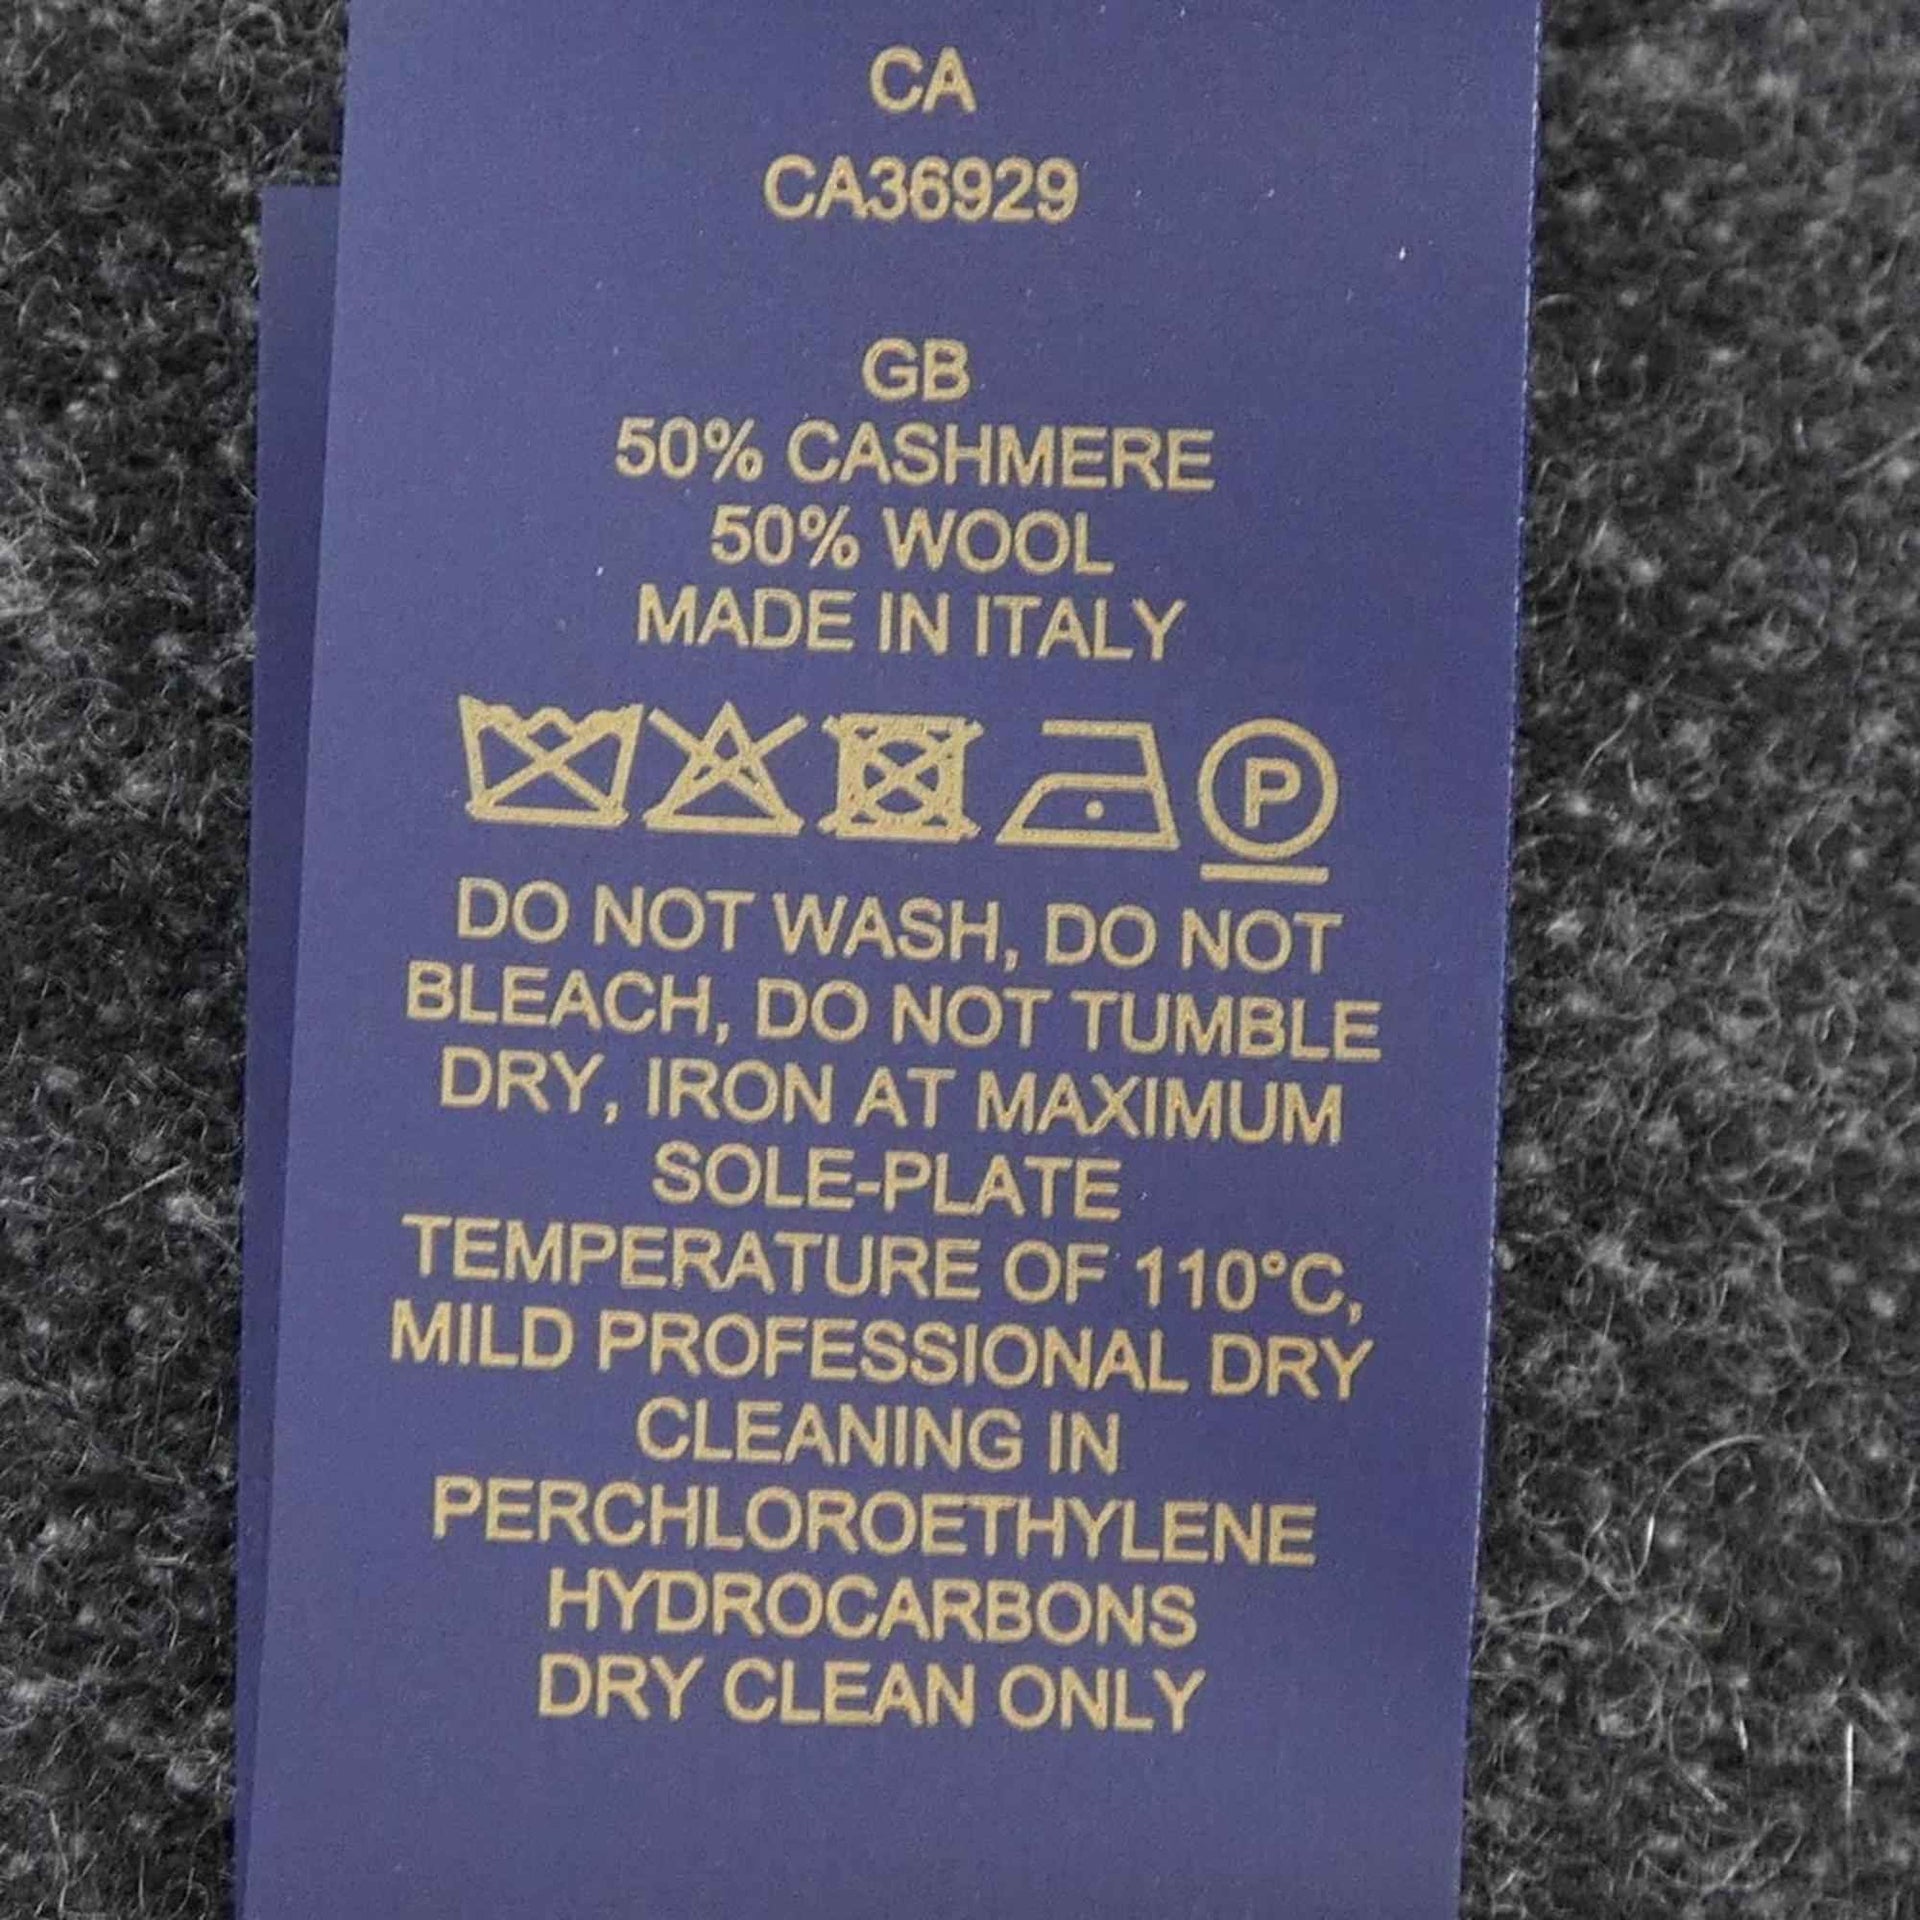 CA
CA36929
GB
50% CASHMERE
50% WOOL
MADE IN ITALY
P
DO NOT WASH, DO NOT
BLEACH, DO NOT TUMBLE
DRY, IRON AT MAXIMUM
SOLE-PLATE
TEMPERATURE OF 110°C,
MILD PROFESSIONAL DRY
CLEANING IN
PERCHLOROETHYLENE
HYDROCARBONS
DRY CLEAN ONLY